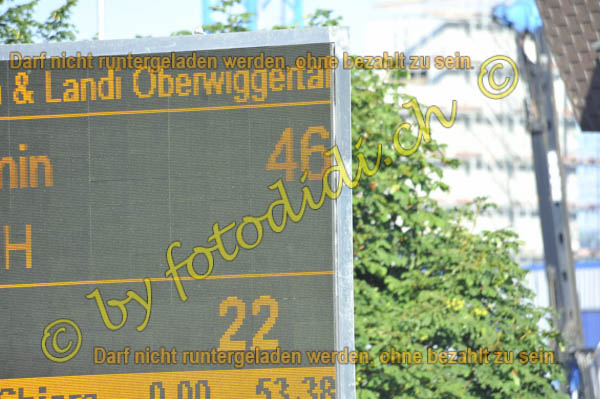 Darf nicht runtergeladen werden, ohne bezahlt zu sein.
& Landi Oberwiggertal
min 46
H
© by fotodidi.ch ©
22
Darf nicht runtergeladen werden, ohne bezahlt zu sein.
0.00 53.38